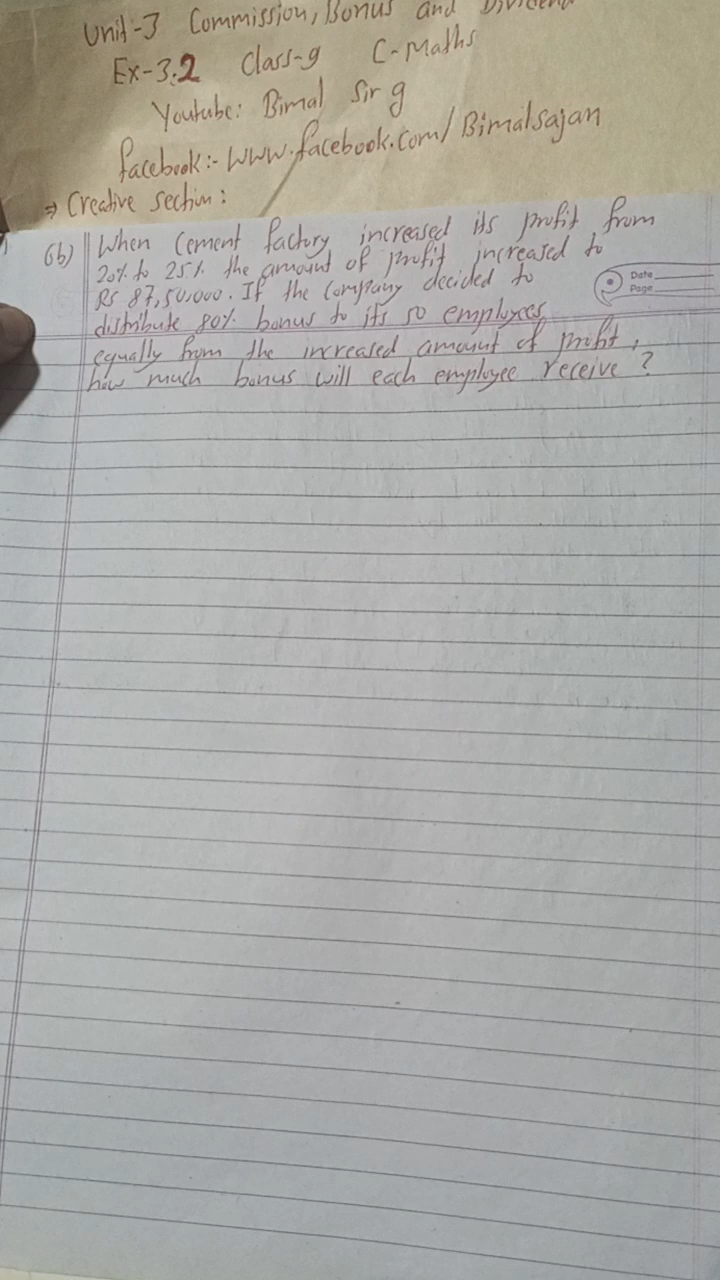 Unit-3 Commission, Bonus and Dividend
Ex-3.2 Class-9 C-Maths
Youtube: Bimal Sir g
facebook:- www.facebook.com/Bimalsajan
⇒ Creative section:
6b) When Cement factory increased its profit from
20% to 25% the amount of profit increased to
Rs 87,50,000. If the Company decided to
Date
Page
distribute 80% bonus to its 50 employees
equally from the increased amount of profit,
how much bonus will each employee receive?